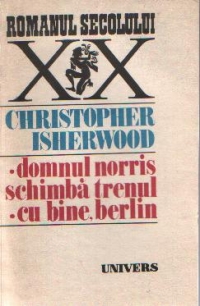 ROMANUL SECOLULUI
XX
CHRISTOPHER
ISHERWOOD
•domnul norris
schimbă trenul
•cu bine, berlin
UNIVERS